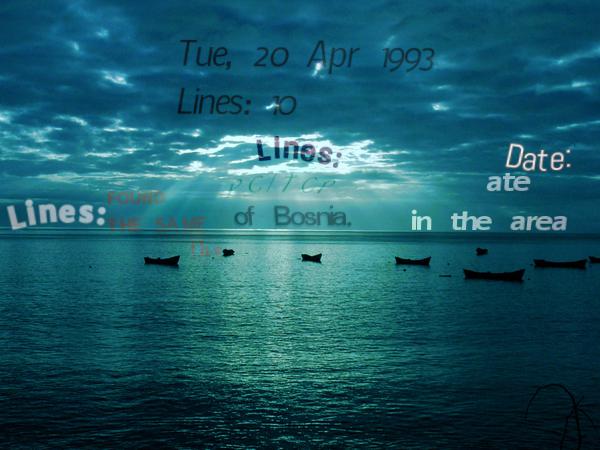 Tue, 20 Apr 1993
Lines: 10
Lines:
Date:
ate
Lines:
FOUND
THE SAME
of Bosnia.
in the area